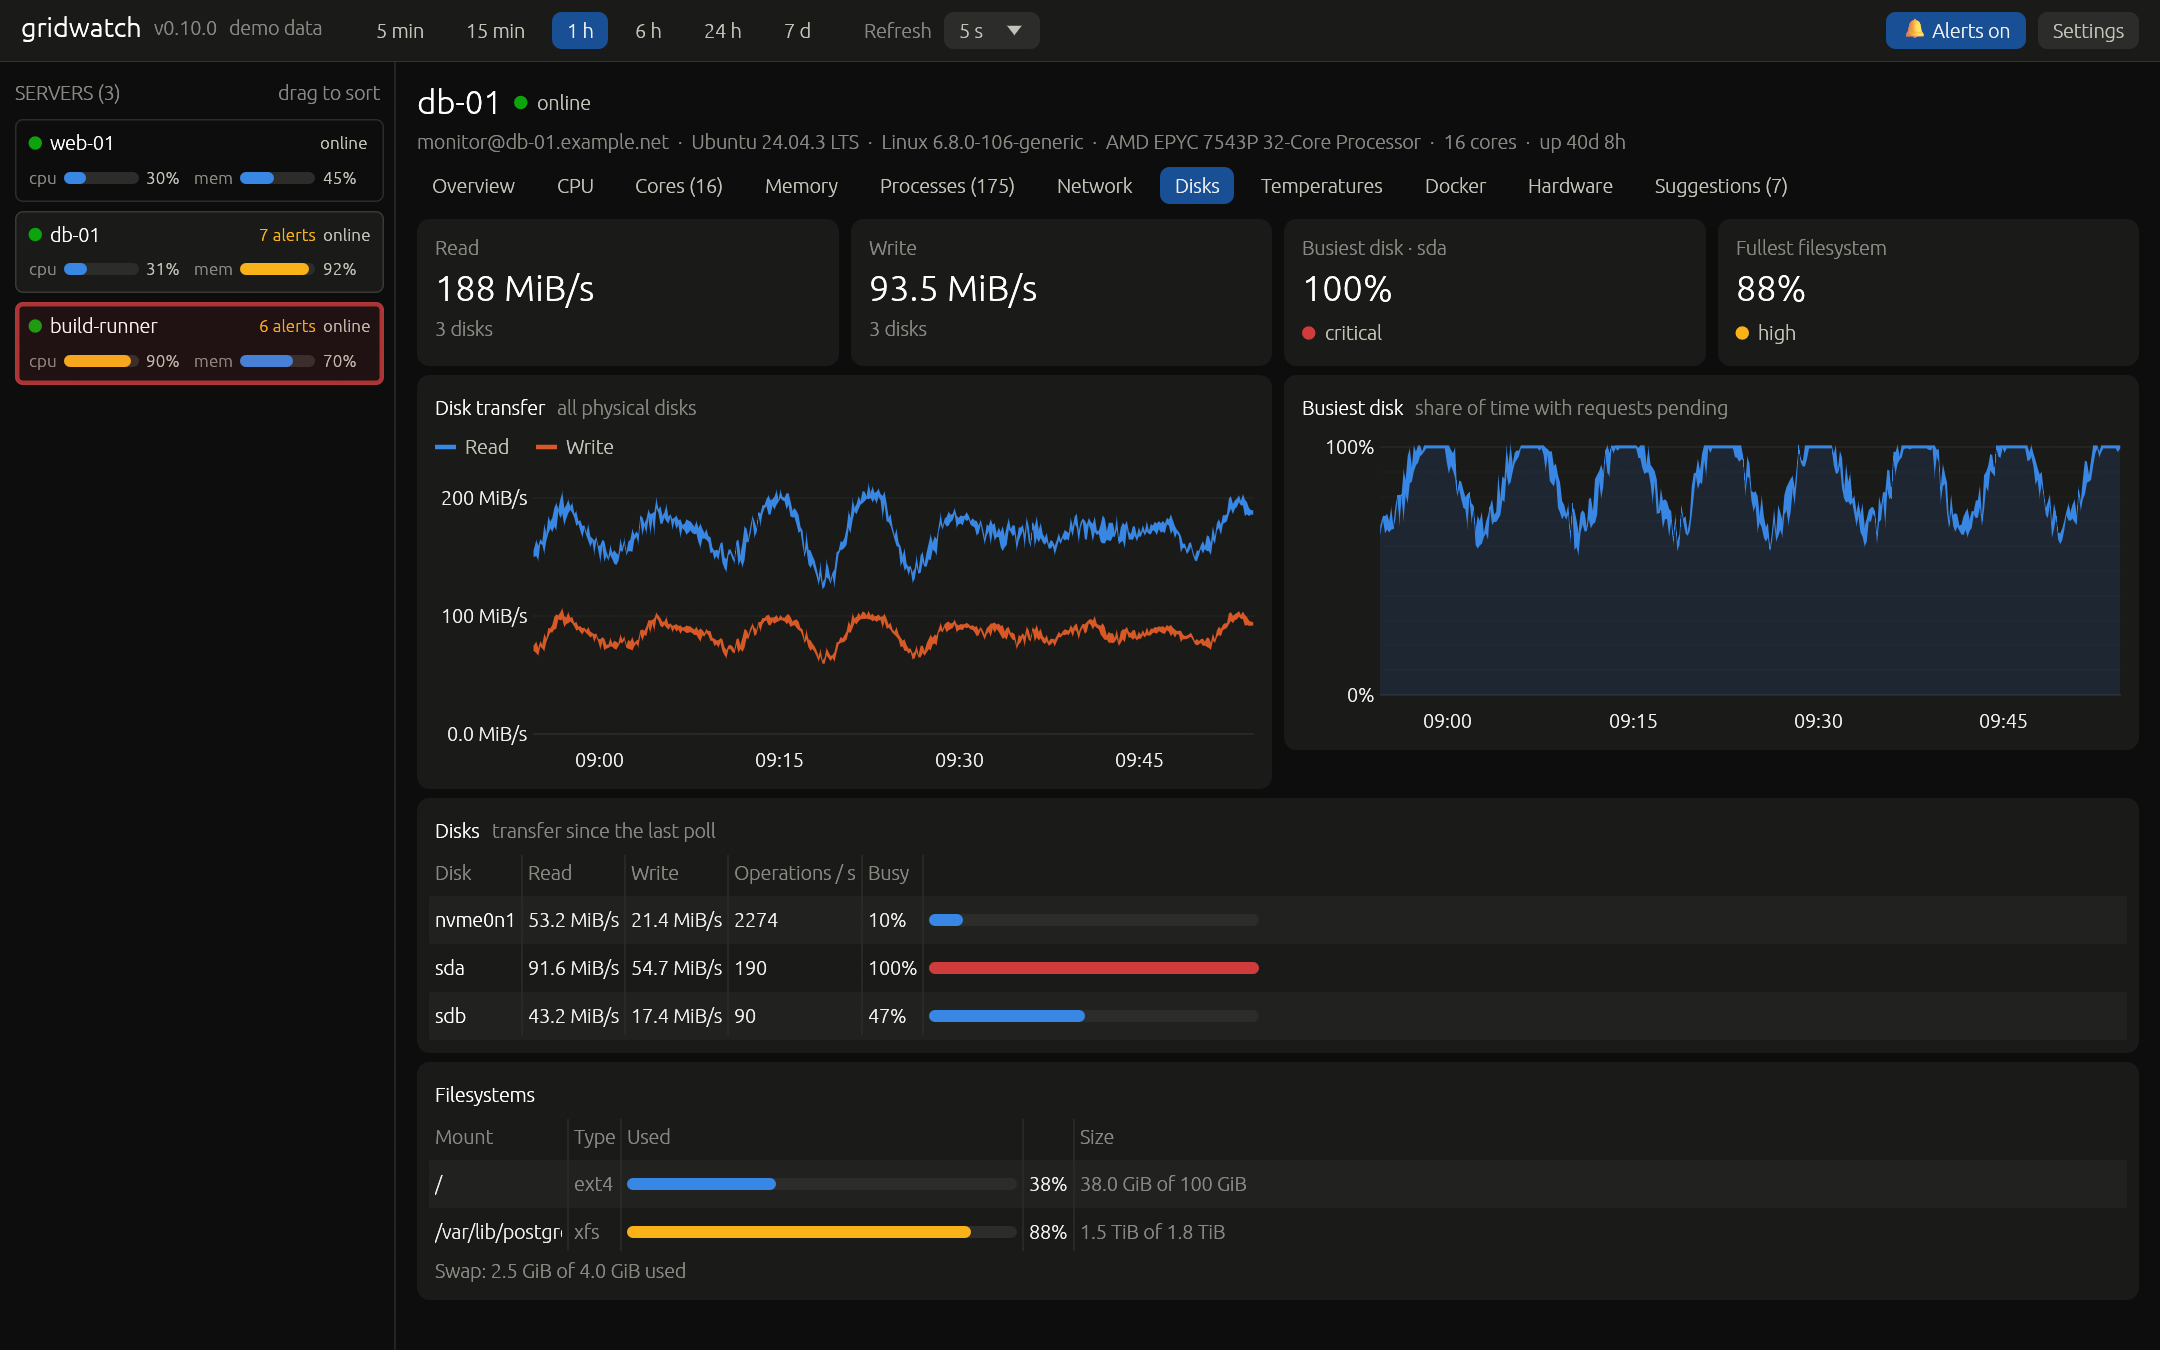 gridwatch v0.10.0 demo data 5 min 15 min 1 h 6 h 24 h 7 d Refresh 5 s Alerts on Settings
SERVERS (3) drag to sort
web-01 online
cpu 30% mem 45%
db-01 7 alerts online
cpu 31% mem 92%
build-runner 6 alerts online
cpu 90% mem 70%
db-01 online
monitor@db-01.example.net · Ubuntu 24.04.3 LTS · Linux 6.8.0-106-generic · AMD EPYC 7543P 32-Core Processor · 16 cores · up 40d 8h
Overview CPU Cores (16) Memory Processes (175) Network Disks Temperatures Docker Hardware Suggestions (7)
Read
188 MiB/s
3 disks
Write
93.5 MiB/s
3 disks
Busiest disk · sda
100%
critical
Fullest filesystem
88%
high
Disk transfer all physical disks
Read Write
200 MiB/s
100 MiB/s
0.0 MiB/s
09:00 09:15 09:30 09:45
Busiest disk share of time with requests pending
100%
0%
09:00 09:15 09:30 09:45
Disks transfer since the last poll
Disk Read Write Operations / s Busy
nvme0n1 53.2 MiB/s 21.4 MiB/s 2274 10%
sda 91.6 MiB/s 54.7 MiB/s 190 100%
sdb 43.2 MiB/s 17.4 MiB/s 90 47%
Filesystems
Mount Type Used Size
/ ext4 38% 38.0 GiB of 100 GiB
/var/lib/postgr xfs 88% 1.5 TiB of 1.8 TiB
Swap: 2.5 GiB of 4.0 GiB used